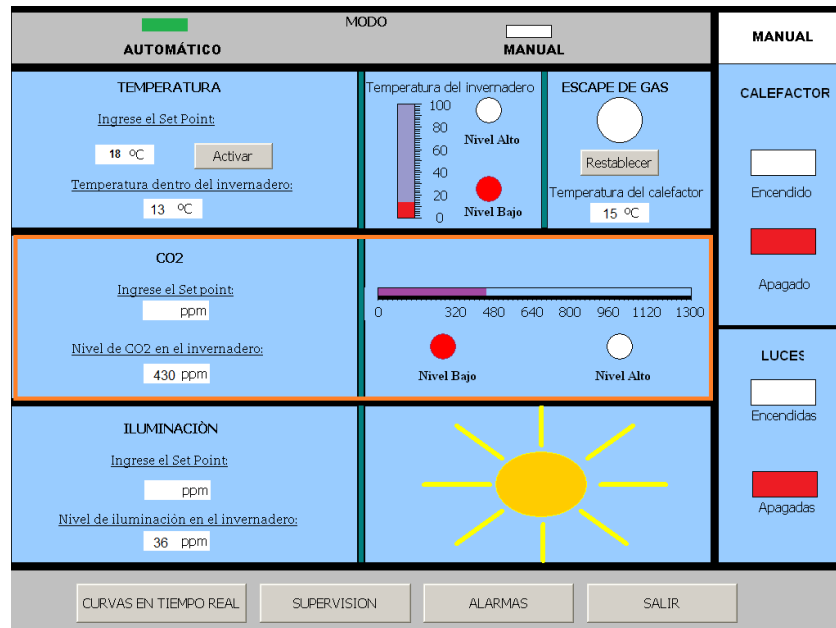 MODO
AUTOMÁTICO
MANUAL
TEMPERATURA
Ingrese el Set Point:
18 ºC
Activar
Temperatura dentro del invernadero:
13 ºC
Temperatura del invernadero
100
80
60
40
20
0
Nivel Alto
Nivel Bajo
ESCAPE DE GAS
Restablecer
Temperatura del calefactor
15 ºC
CO2
Ingrese el Set point:
ppm
Nivel de CO2 en el invernadero:
430 ppm
0 320 480 640 800 960 1120 1300
Nivel Bajo
Nivel Alto
ILUMINACIÒN
Ingrese el Set Point:
ppm
Nivel de iluminación en el invernadero:
36 ppm
MANUAL
CALEFACTOR
Encendido
Apagado
LUCES
Encendidas
Apagadas
CURVAS EN TIEMPO REAL
SUPERVISION
ALARMAS
SALIR